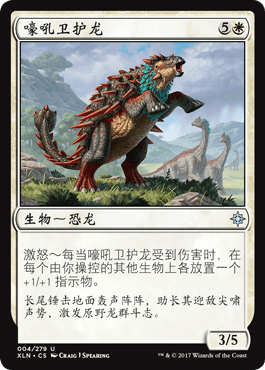 嚎吼卫护龙 5
生物～恐龙
激怒～每当嚎吼卫护龙受到伤害时，在
每个由你操控的其他生物上各放置一个
+1/+1 指示物。
长尾锤击地面轰声阵阵，助长其迎敌尖啸
声势，激发原野龙群斗志。
3/5
004/279 U
XLN • CS CRAIG J SPEARING
™ & © 2017 Wizards of the Coast